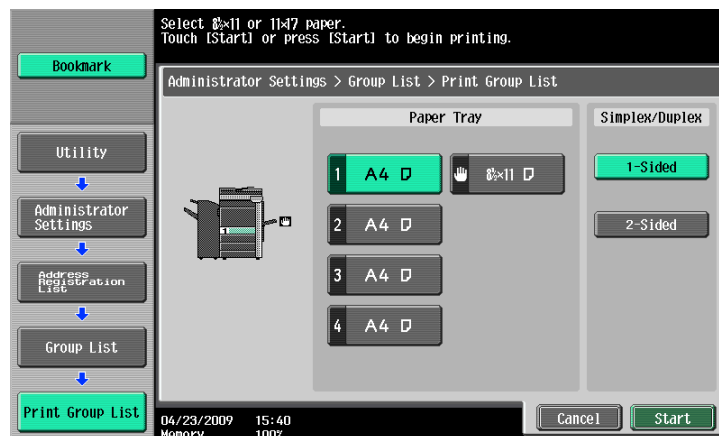 Select 8½×11 or 11×17 paper.
Touch [Start] or press [Start] to begin printing.
Bookmark
Administrator Settings > Group List > Print Group List
Paper Tray
Simplex/Duplex
Utility
1 A4
8½×11
1-Sided
Administrator
Settings
2 A4
2-Sided
1
Address
Registration
List
3 A4
4 A4
Group List
Print Group List
Cancel
Start
04/23/2009 15:40
Memory 100%